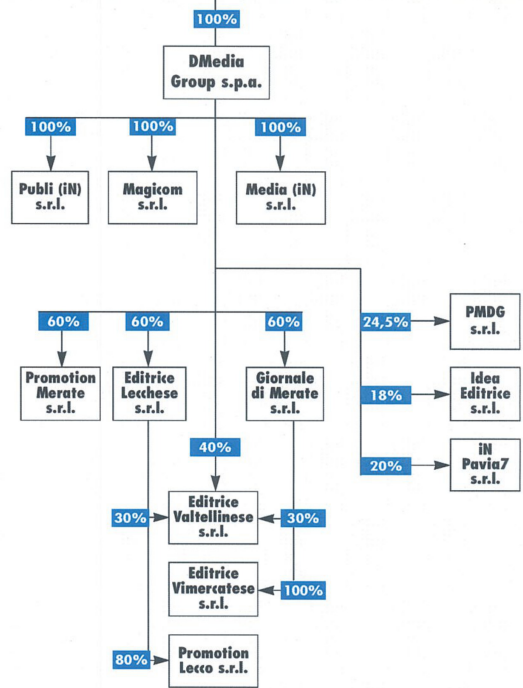 100%
DMedia
Group s.p.a.
100%
100%
100%
Publi (iN)
s.r.l.
Magicom
s.r.l.
Media (iN)
s.r.l.
60%
60%
60%
24,5%
PMDG
s.r.l.
Promotion
Merate
s.r.l.
Editrice
Lecchese
s.r.l.
Giornale
di Merate
s.r.l.
18%
Idea
Editrice
s.r.l.
40%
20%
iN
Pavia7
s.r.l.
30%
Editrice
Valtellinese
s.r.l.
30%
Editrice
Vimercatese
s.r.l.
100%
80%
Promotion
Lecco s.r.l.